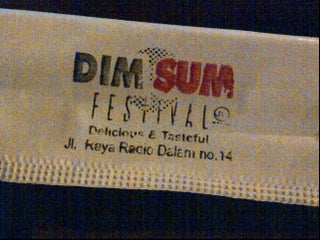 DIM SUM
FESTIVAL
Delicious & Tasteful
Jl. Raya Radio Dalam no.14